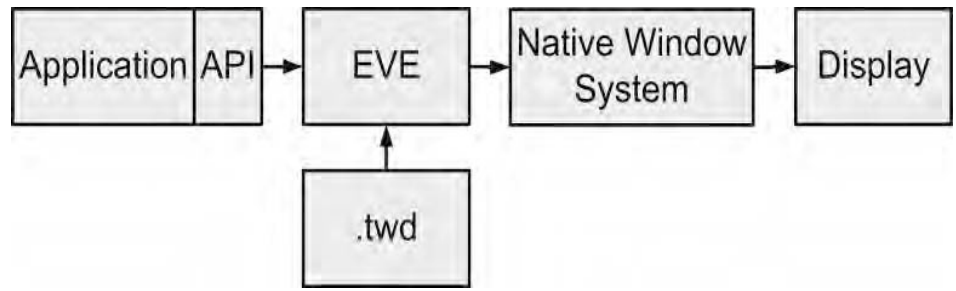 Application
API
EVE
Native Window
System
Display
.twd